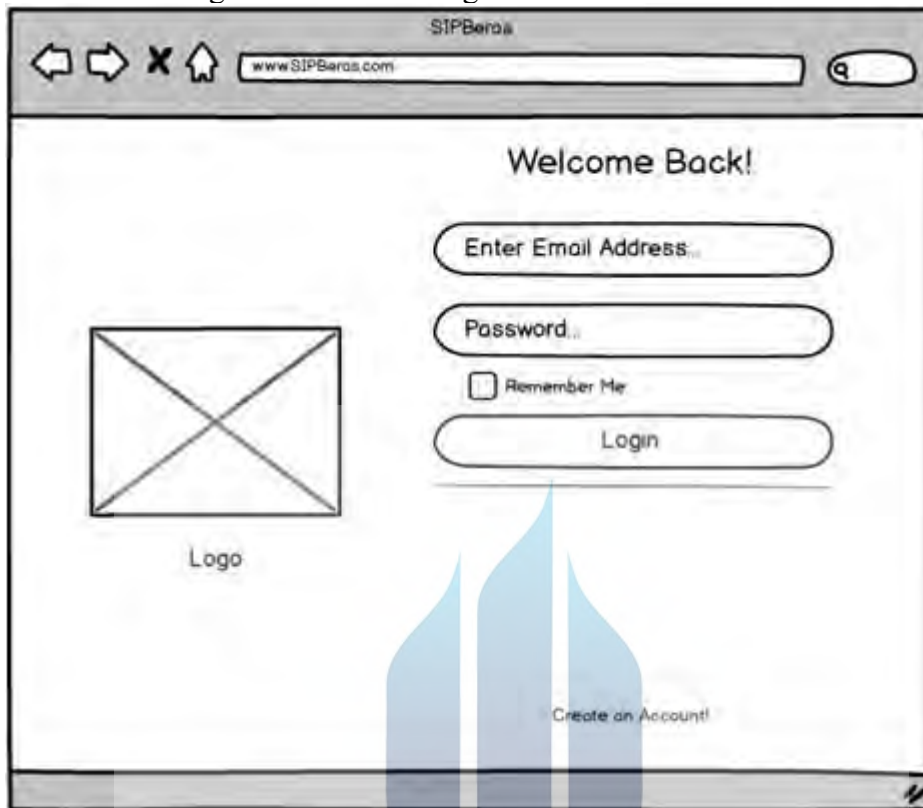 SIPBeras
www.SIPBeras.com
Welcome Back!
Enter Email Address...
Password...
Remember Me
Login
Logo
Create an Account!